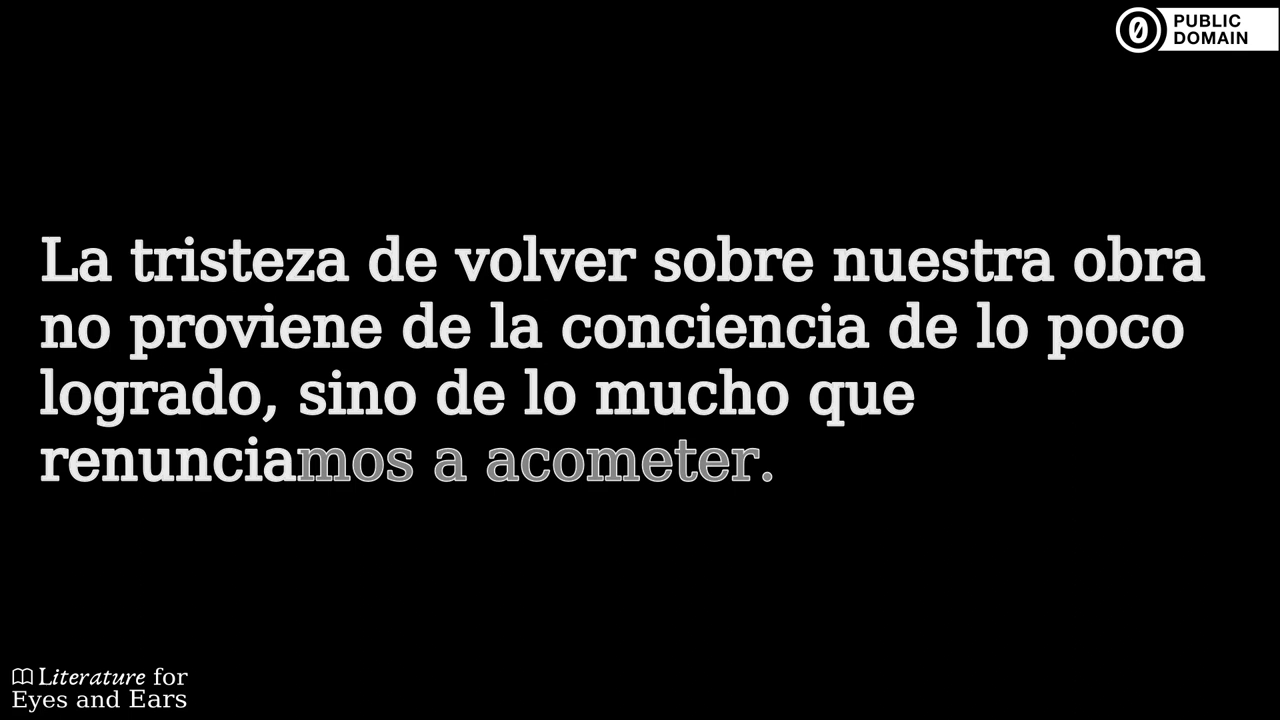 PUBLIC
DOMAIN
La tristeza de volver sobre nuestra obra
no proviene de la conciencia de lo poco
logrado, sino de lo mucho que
renunciamos a acometer.
Literature for
Eyes and Ears